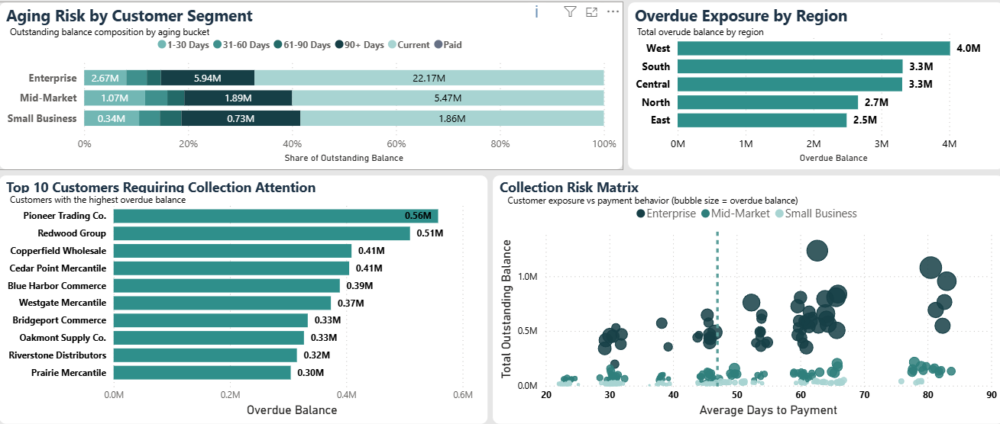 Aging Risk by Customer Segment
Outstanding balance composition by aging bucket
1-30 Days 31-60 Days 61-90 Days 90+ Days Current Paid
Enterprise 2.67M 5.94M 22.17M
Mid-Market 1.07M 1.89M 5.47M
Small Business 0.34M 0.73M 1.86M
0% 20% 40% 60% 80% 100%
Share of Outstanding Balance
Overdue Exposure by Region
Total overude balance by region
West 4.0M
South 3.3M
Central 3.3M
North 2.7M
East 2.5M
0M 1M 2M 3M 4M
Overdue Balance
Top 10 Customers Requiring Collection Attention
Customers with the highest overdue balance
Pioneer Trading Co. 0.56M
Redwood Group 0.51M
Copperfield Wholesale 0.41M
Cedar Point Mercantile 0.41M
Blue Harbor Commerce 0.39M
Westgate Mercantile 0.37M
Bridgeport Commerce 0.33M
Oakmont Supply Co. 0.33M
Riverstone Distributors 0.32M
Prairie Mercantile 0.30M
0.0M 0.2M 0.4M 0.6M
Overdue Balance
Collection Risk Matrix
Customer exposure vs payment behavior (bubble size = overdue balance)
Enterprise Mid-Market Small Business
Total Outstanding Balance
1.0M
0.5M
0.0M
20 30 40 50 60 70 80 90
Average Days to Payment